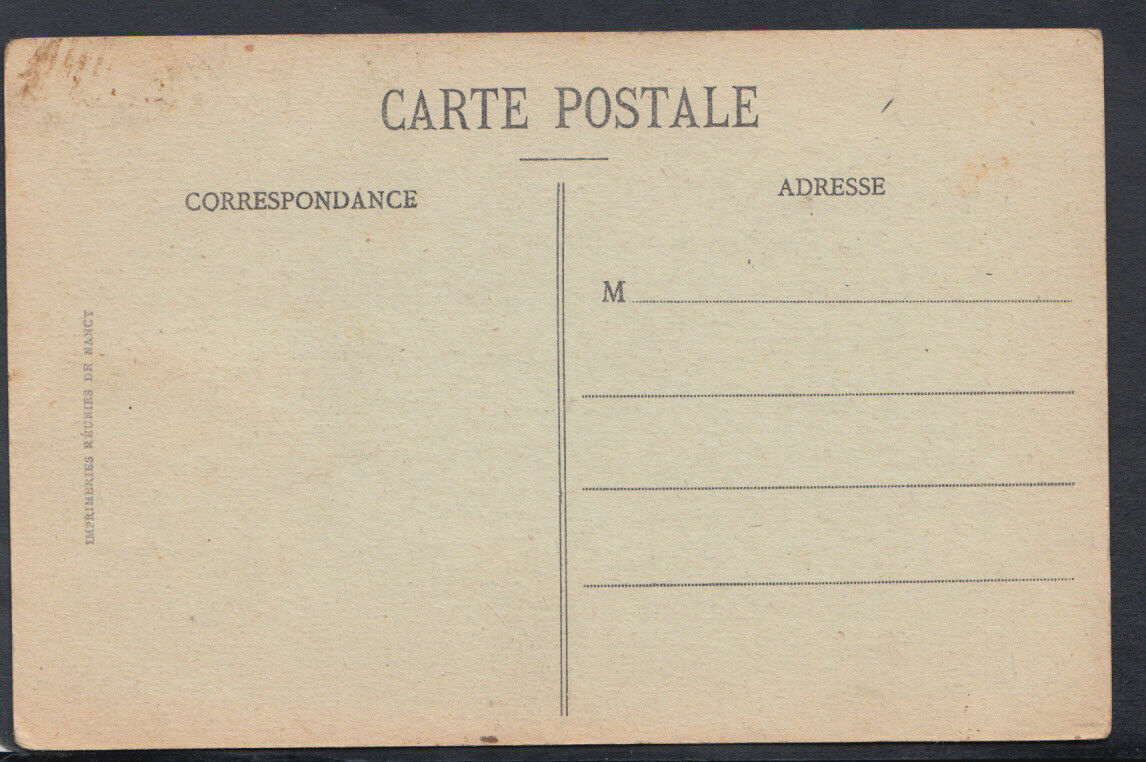 CARTE POSTALE
CORRESPONDANCE
ADRESSE
M
IMPRIMERIES RÉUNIES DE NANCY